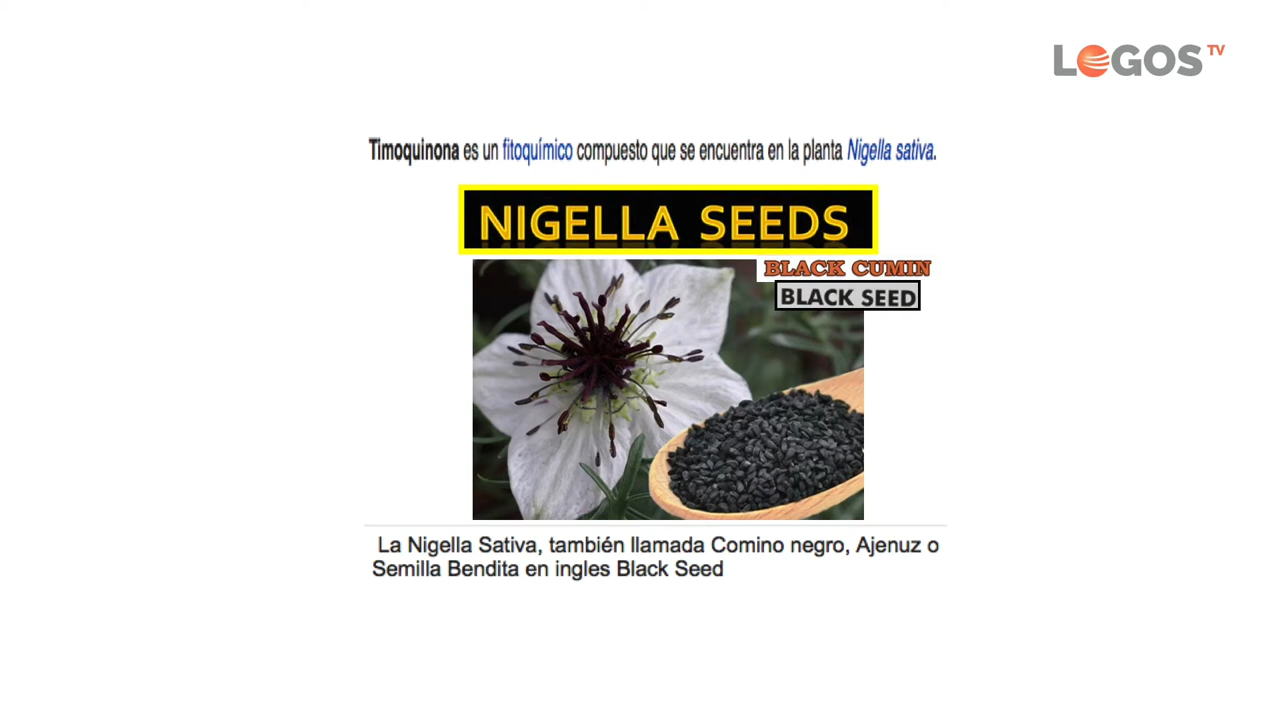 LOGOS TV
Timoquinona es un fitoquímico compuesto que se encuentra en la planta Nigella sativa.
NIGELLA SEEDS
BLACK CUMIN
BLACK SEED
La Nigella Sativa, también llamada Comino negro, Ajenuz o
Semilla Bendita en ingles Black Seed